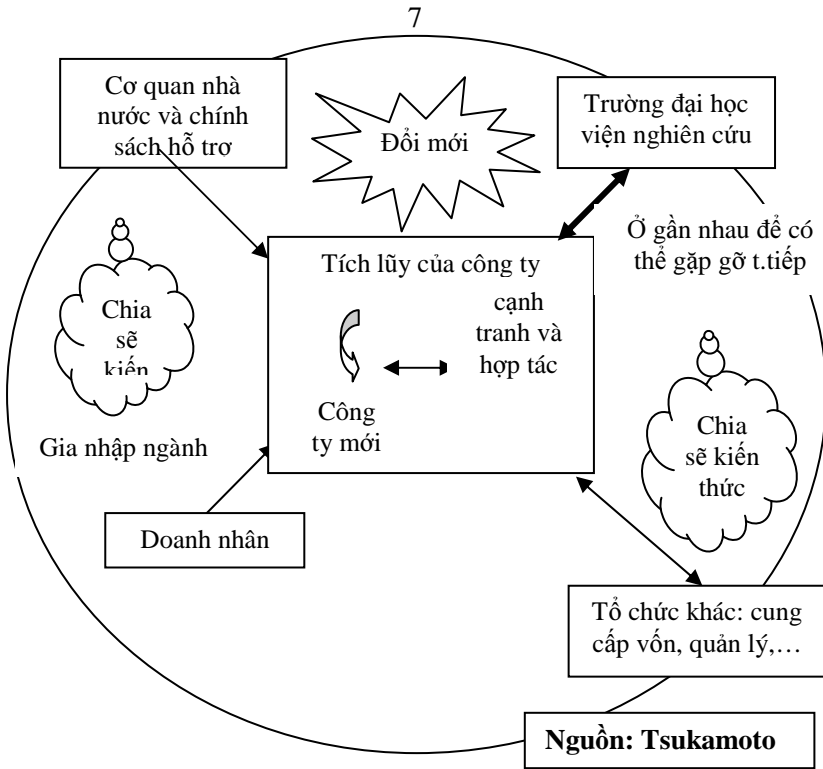 7
Cơ quan nhà
nước và chính
sách hỗ trợ
Đổi mới
Trường đại học
viện nghiên cứu
Ở gần nhau để có
thể gặp gỡ t.tiếp
Tích lũy của công ty
cạnh
tranh và
hợp tác
Công
ty mới
Chia
sẽ
kiến
Gia nhập ngành
Doanh nhân
Chia
sẽ kiến
thức
Tổ chức khác: cung
cấp vốn, quản lý,…
Nguồn: Tsukamoto